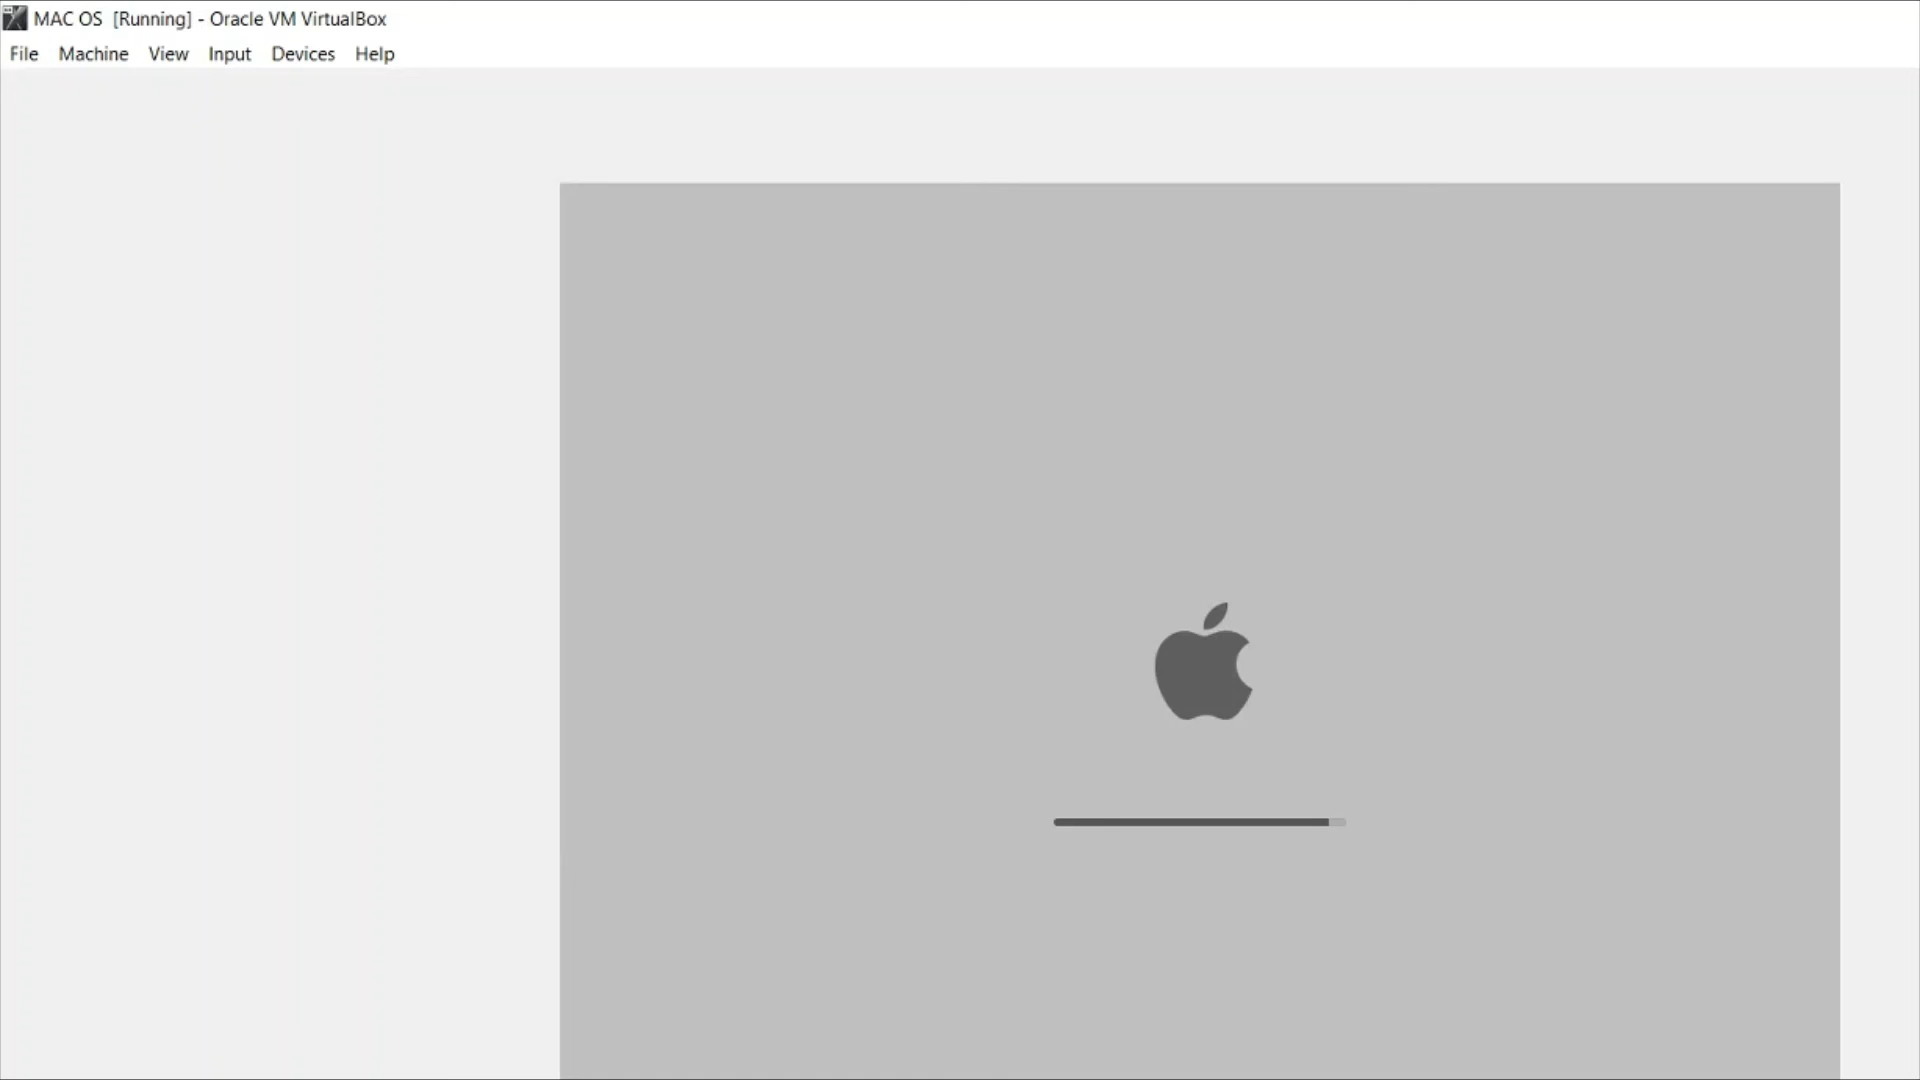 MAC OS [Running] - Oracle VM VirtualBox
File Machine View Input Devices Help